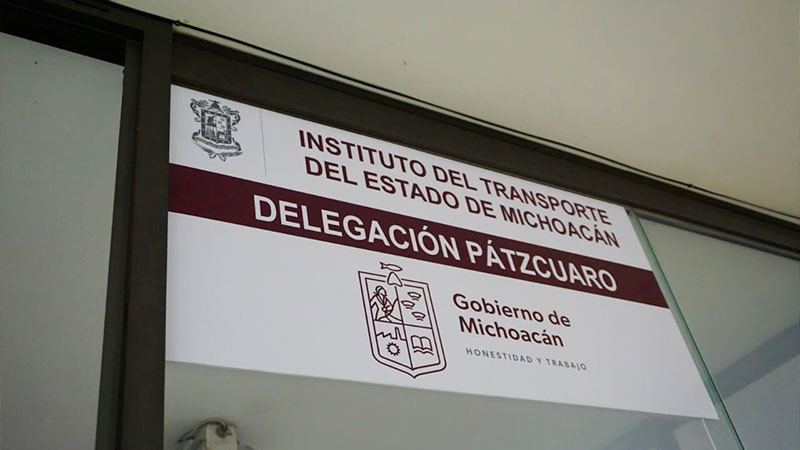 INSTITUTO DEL TRANSPORTE
DEL ESTADO DE MICHOACÁN
DELEGACIÓN PÁTZCUARO
Gobierno de
Michoacán
HONESTIDAD Y TRABAJO